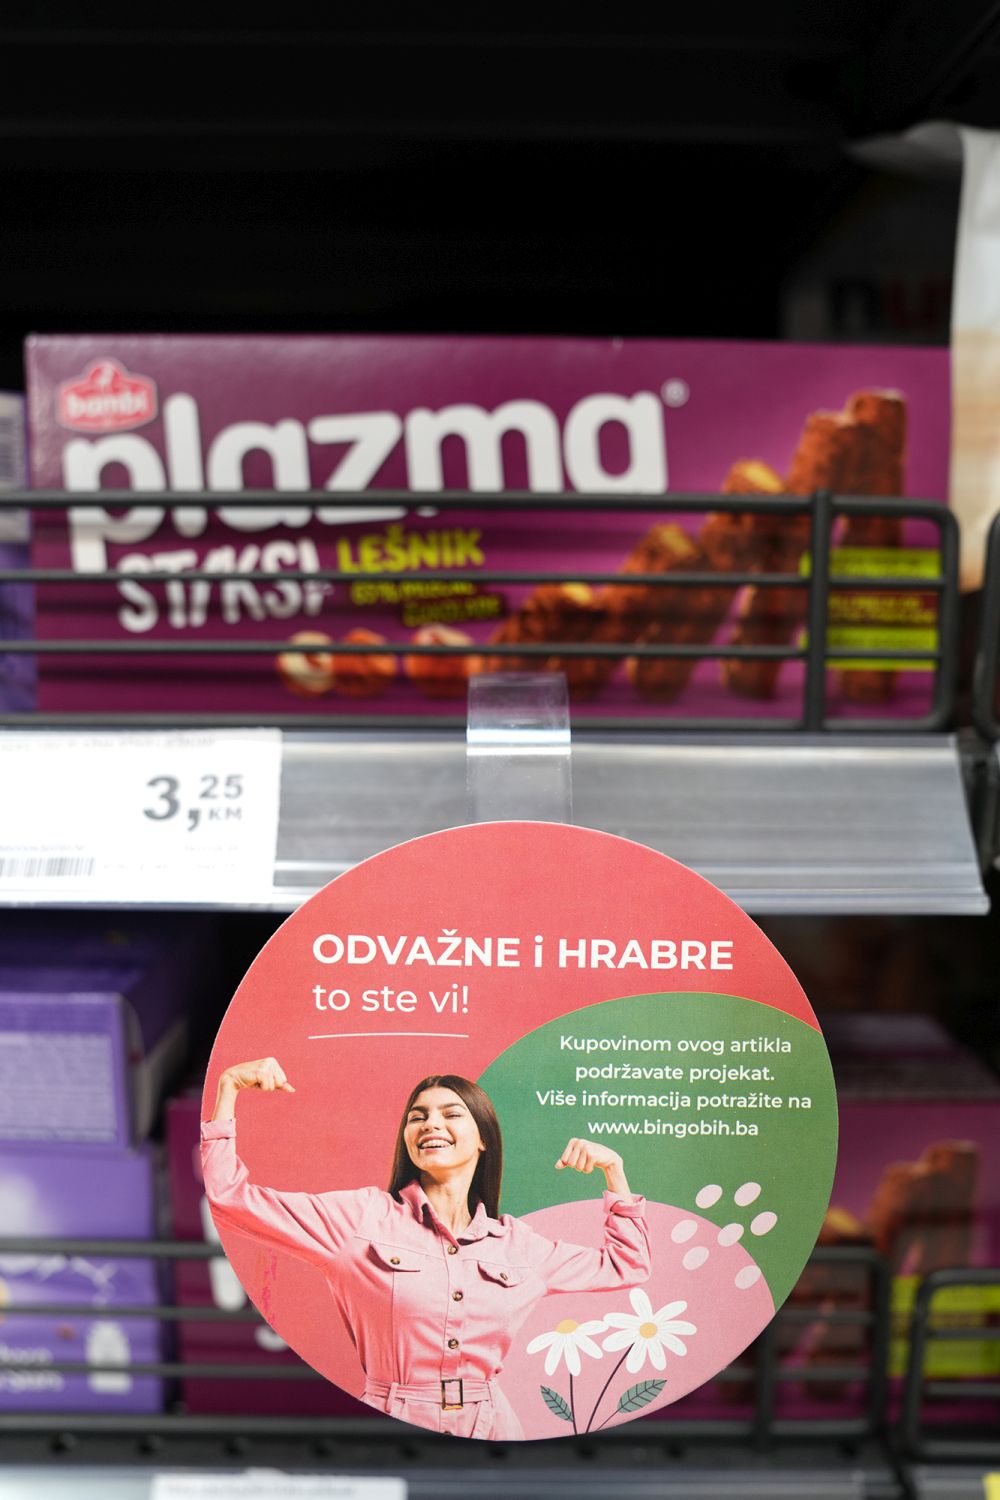 bambi
plazma®
STIKSI
LEŠNIK
3,25
KM
ODVAŽNE i HRABRE
to ste vi!
Kupovinom ovog artikla
podržavate projekat.
Više informacija potražite na
www.bingobih.ba